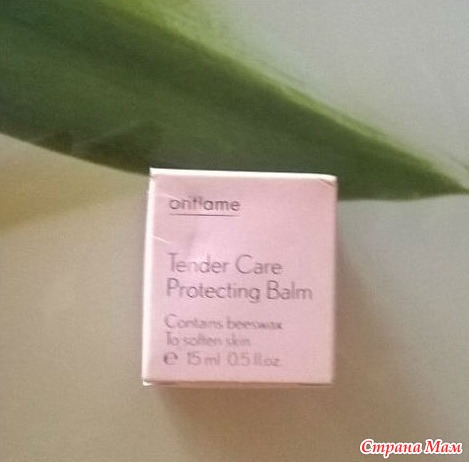 oriflame
Tender Care
Protecting Balm
Contains beeswax
To soften skin
℮ 15 ml 0.5 fl.oz.
Страна Мам